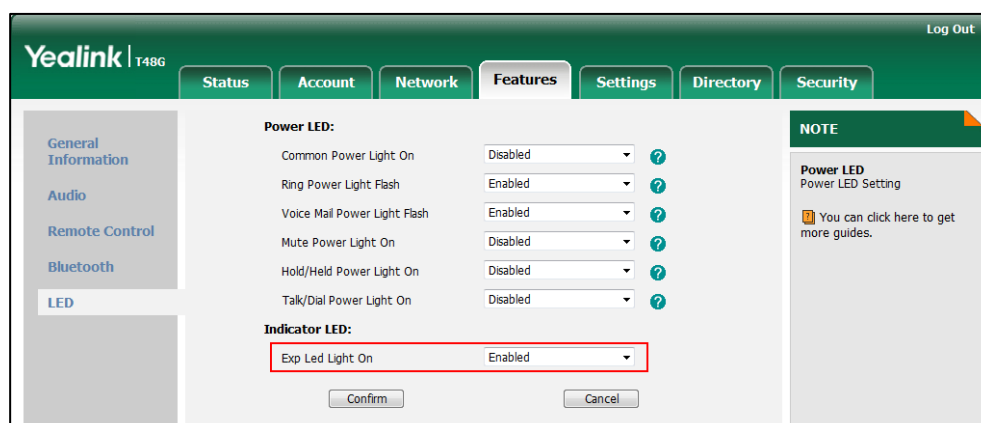 Log Out
Yealink T48G
Status Account Network Features Settings Directory Security
General
Information
Audio
Remote Control
Bluetooth
LED
Power LED:
Common Power Light On Disabled ?
Ring Power Light Flash Enabled ?
Voice Mail Power Light Flash Enabled ?
Mute Power Light On Disabled ?
Hold/Held Power Light On Disabled ?
Talk/Dial Power Light On Disabled ?
Indicator LED:
Exp Led Light On Enabled
Confirm Cancel
NOTE
Power LED
Power LED Setting
? You can click here to get
more guides.